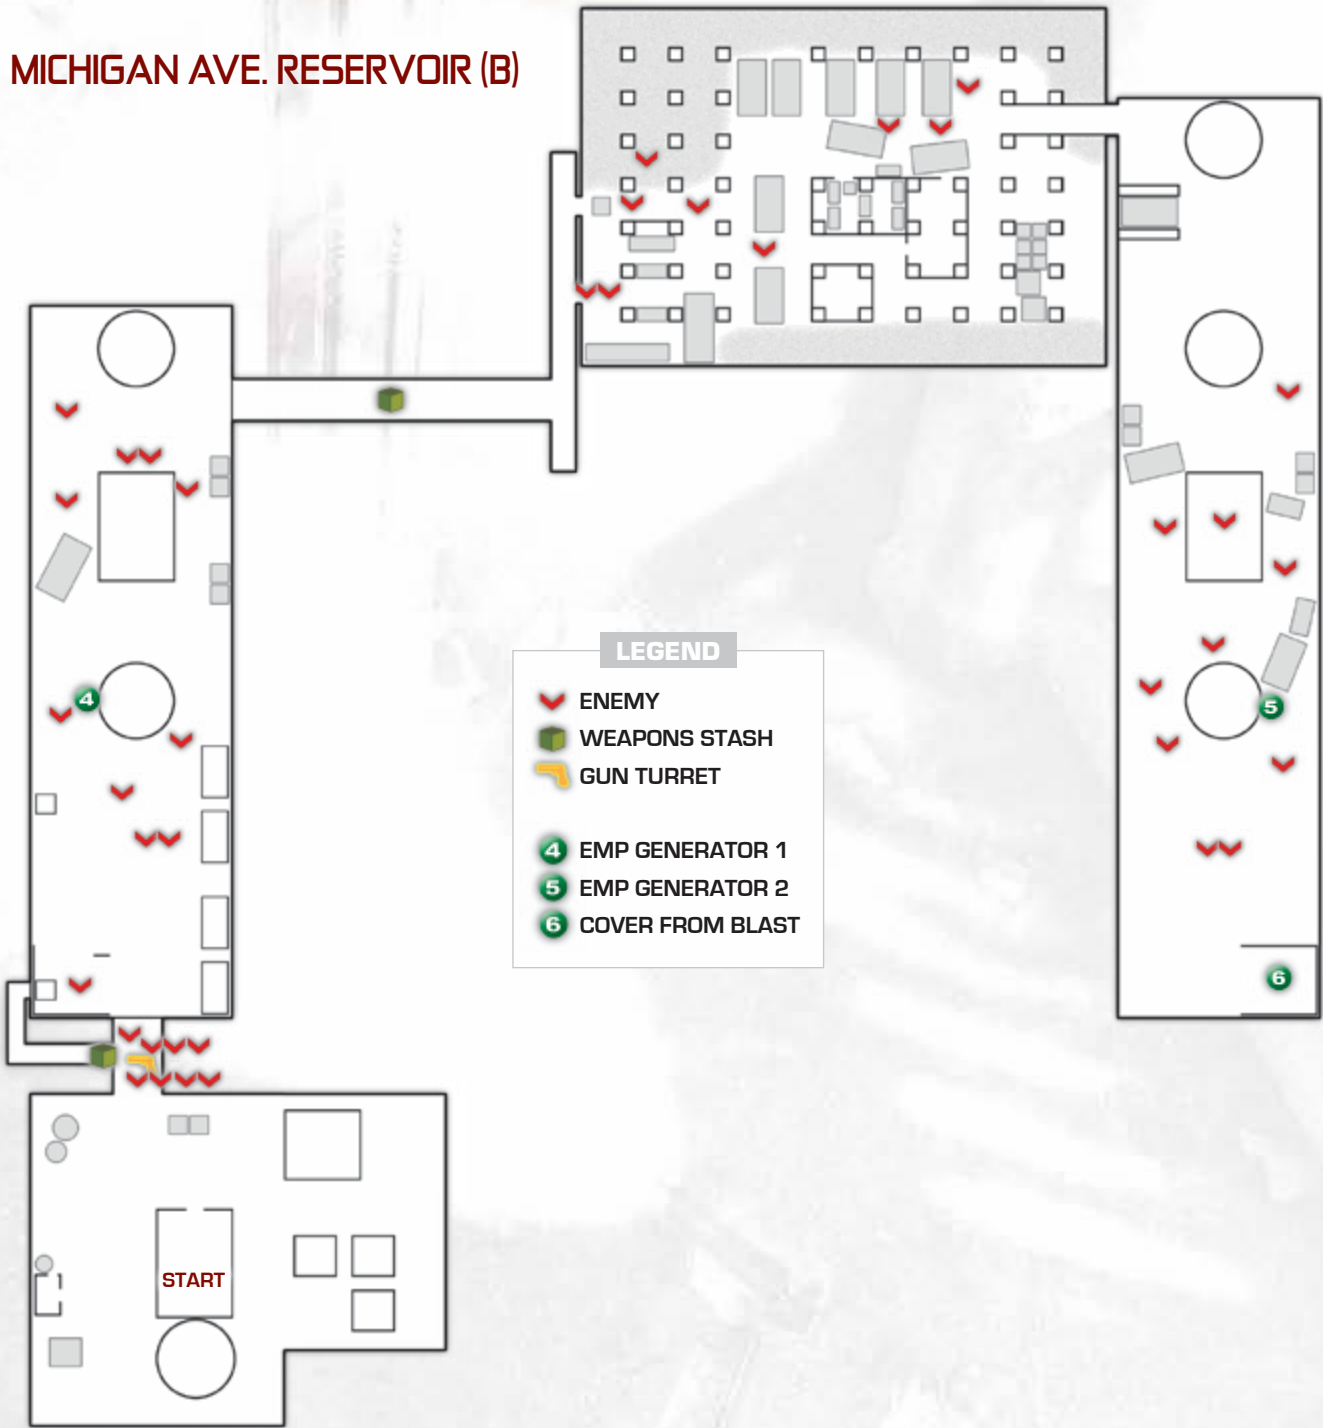 MICHIGAN AVE. RESERVOIR (B)
LEGEND
ENEMY
WEAPONS STASH
GUN TURRET
4 EMP GENERATOR 1
5 EMP GENERATOR 2
6 COVER FROM BLAST
4
5
6
START